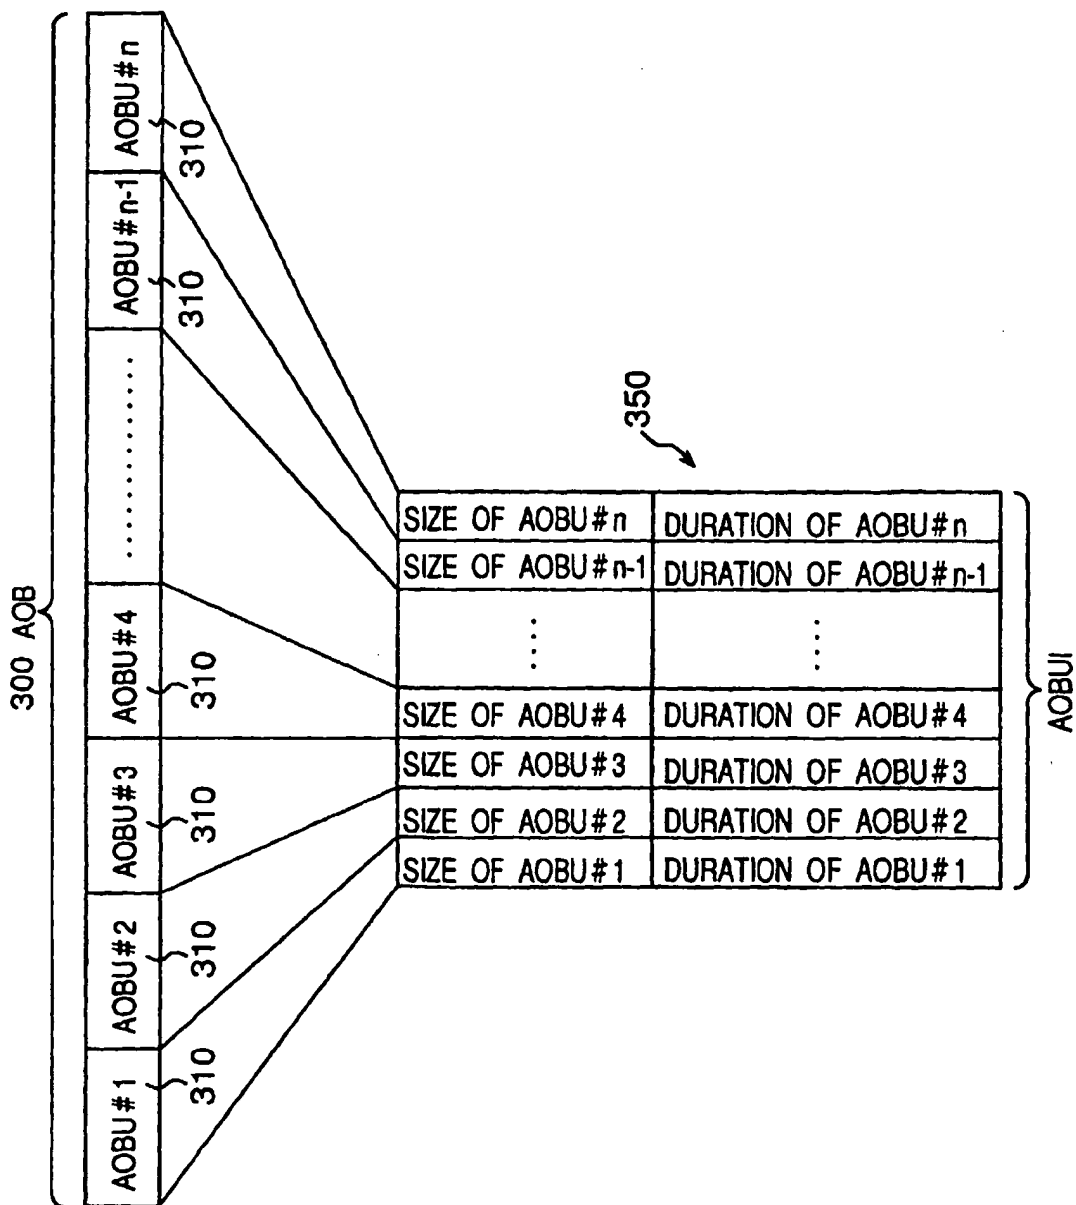 300 AOB
AOBU#1
AOBU#2
AOBU#3
AOBU#4
............
AOBU#n-1
AOBU#n
310
310
310
310
310
310
350
SIZE OF AOBU#n DURATION OF AOBU#n
SIZE OF AOBU#n-1 DURATION OF AOBU#n-1
.... ....
SIZE OF AOBU#4 DURATION OF AOBU#4
SIZE OF AOBU#3 DURATION OF AOBU#3
SIZE OF AOBU#2 DURATION OF AOBU#2
SIZE OF AOBU#1 DURATION OF AOBU#1
AOBUI